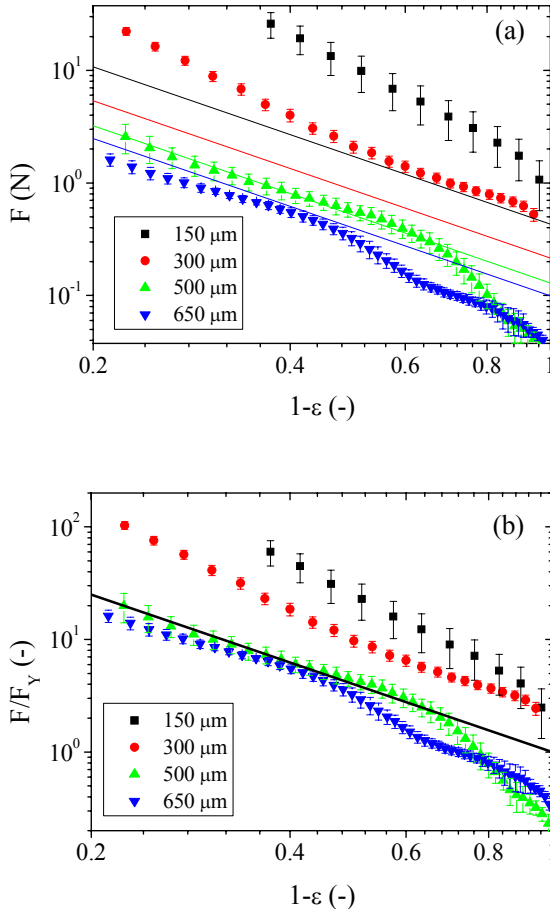 (a)
10¹
10⁰
10⁻¹
F (N)
150 µm
300 µm
500 µm
650 µm
0.2 0.4 0.6 0.8 1
1-ε (-)
(b)
10²
10¹
10⁰
F/F_Y (-)
150 µm
300 µm
500 µm
650 µm
0.2 0.4 0.6 0.8 1
1-ε (-)